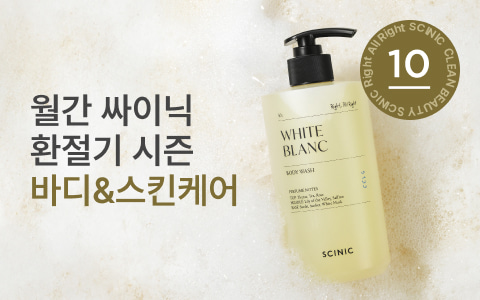 월간 싸이닉
환절기 시즌
바디&스킨케어
Right, All Right
WHITE
BLANC
BODY WASH
PERFUME NOTES
SCINIC
10
Right All Right SCINIC CLEAN BEAUTY SCINIC